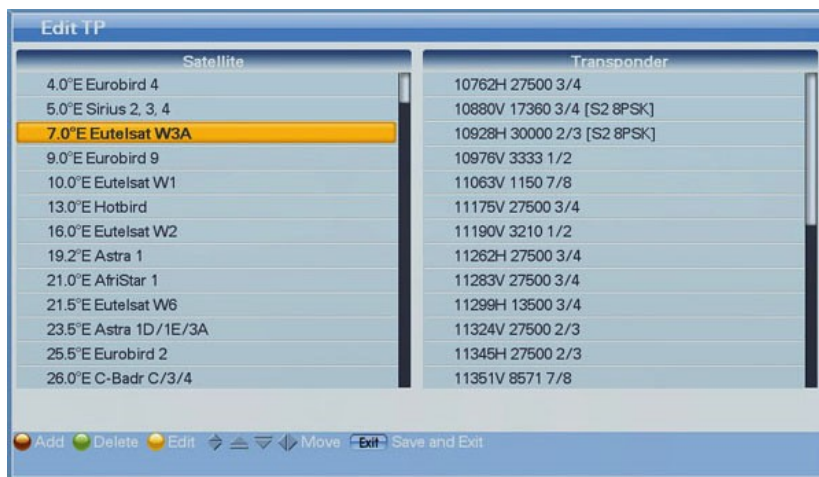 Edit TP
Satellite
4.0°E Eurobird 4
5.0°E Sirius 2, 3, 4
7.0°E Eutelsat W3A
9.0°E Eurobird 9
10.0°E Eutelsat W1
13.0°E Hotbird
16.0°E Eutelsat W2
19.2°E Astra 1
21.0°E AfriStar 1
21.5°E Eutelsat W6
23.5°E Astra 1D/1E/3A
25.5°E Eurobird 2
26.0°E C-Badr C/3/4
Transponder
10762H 27500 3/4
10880V 17360 3/4 [S2 8PSK]
10928H 30000 2/3 [S2 8PSK]
10976V 3333 1/2
11063V 1150 7/8
11175V 27500 3/4
11190V 3210 1/2
11262H 27500 3/4
11283V 27500 3/4
11299H 13500 3/4
11324V 27500 2/3
11345H 27500 2/3
11351V 8571 7/8
Add Delete Edit Move Exit Save and Exit